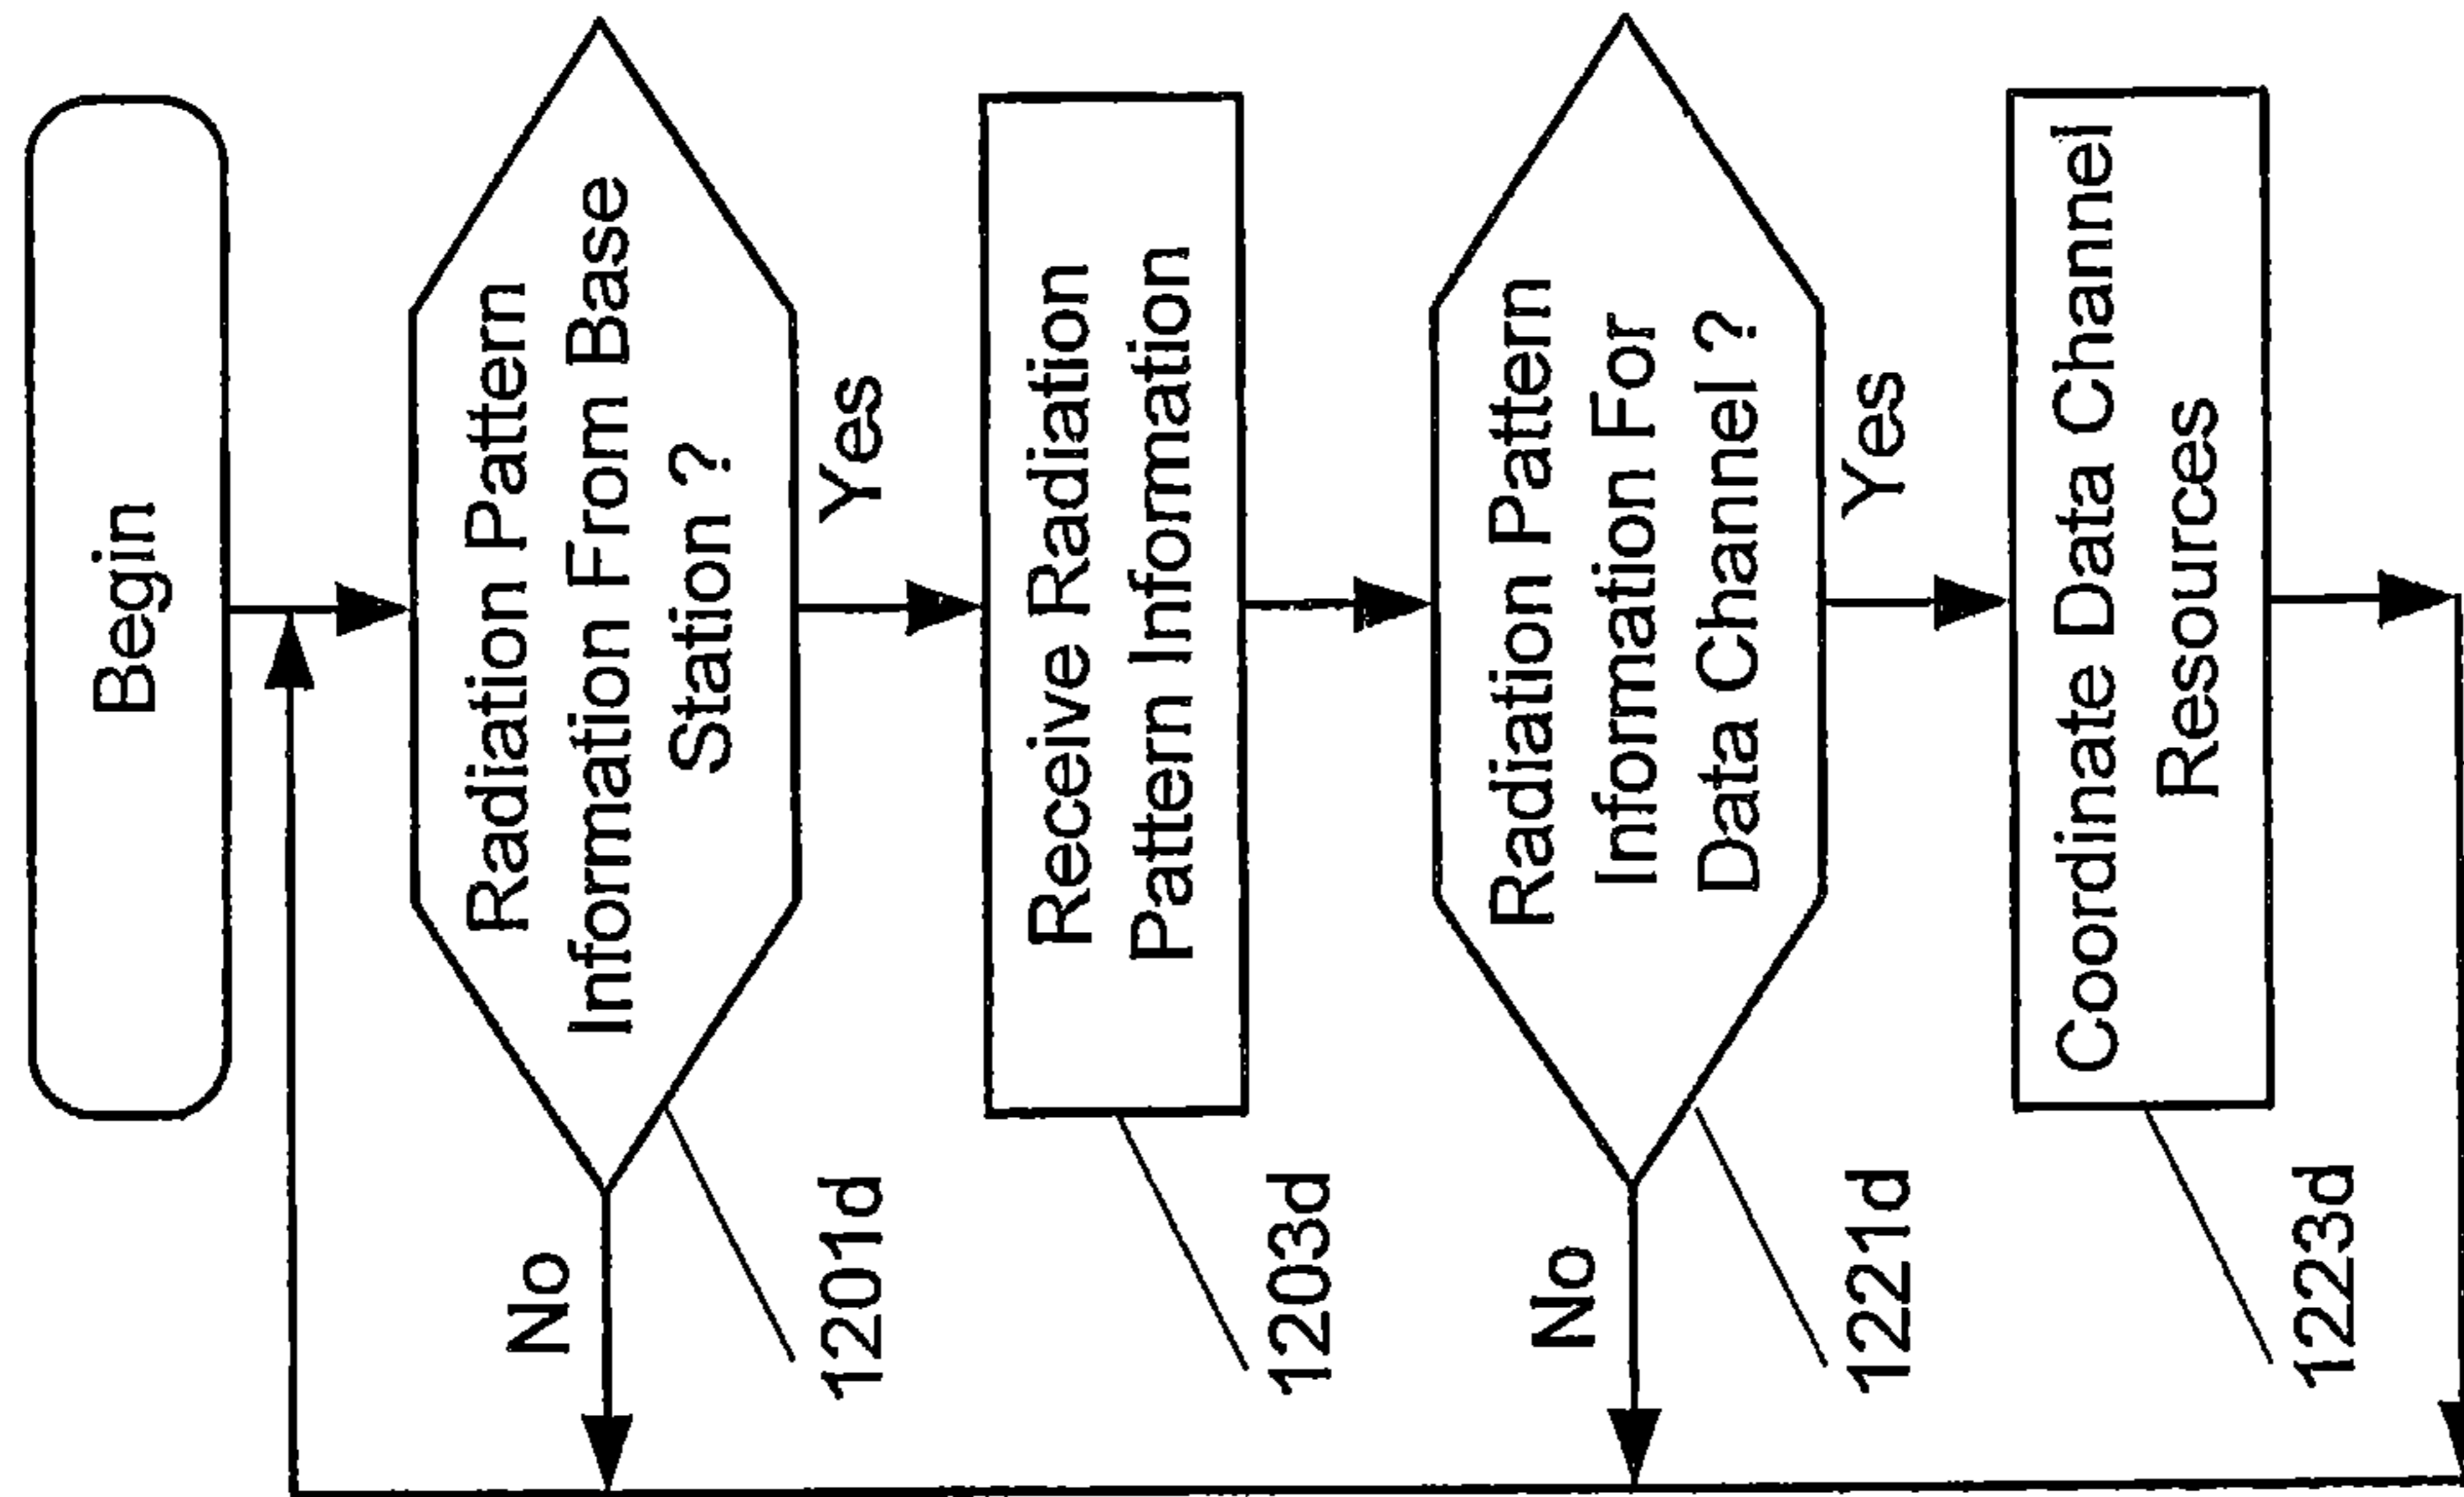 Begin
Radiation Pattern
Information From Base
Station ?
No
Yes
1201d
Receive Radiation
Pattern Information
1203d
Radiation Pattern
Information For
Data Channel ?
No
Yes
1221d
Coordinate Data Channel
Resources
1223d